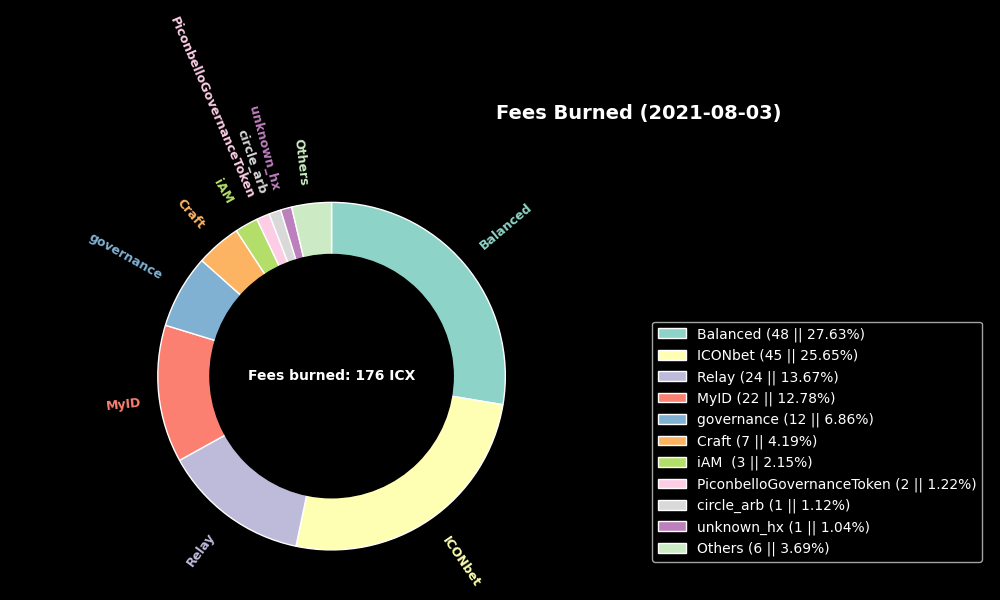 Fees Burned (2021-08-03)
PiconbelloGovernanceToken
circle_arb
unknown_hx
Others
iAM
Craft
Balanced
governance
MyID
Relay
ICONbet
Fees burned: 176 ICX
Balanced (48 || 27.63%)
ICONbet (45 || 25.65%)
Relay (24 || 13.67%)
MyID (22 || 12.78%)
governance (12 || 6.86%)
Craft (7 || 4.19%)
iAM  (3 || 2.15%)
PiconbelloGovernanceToken (2 || 1.22%)
circle_arb (1 || 1.12%)
unknown_hx (1 || 1.04%)
Others (6 || 3.69%)